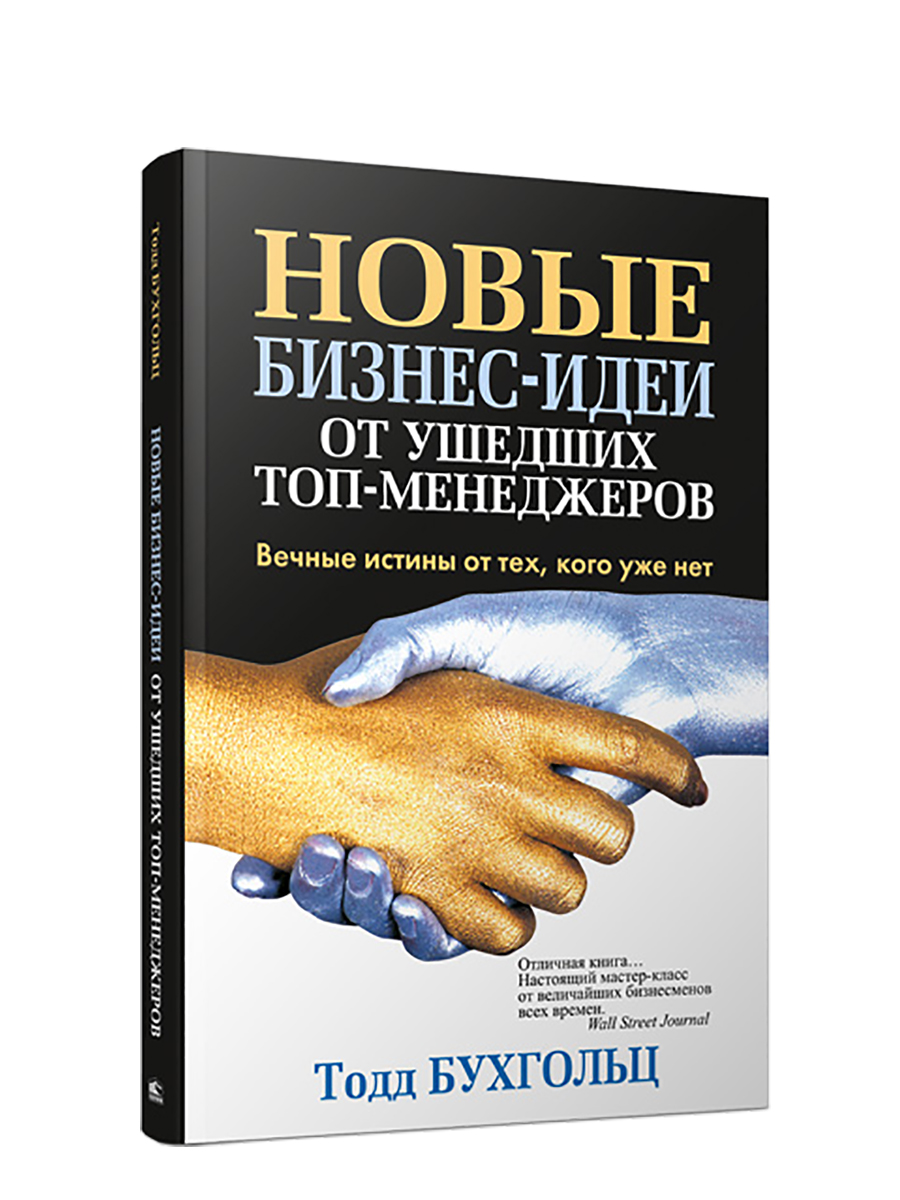 НОВЫЕ
БИЗНЕС-ИДЕИ
ОТ УШЕДШИХ
ТОП-МЕНЕДЖЕРОВ
Вечные истины от тех, кого уже нет
Отличная книга...
Настоящий мастер-класс
от величайших бизнесменов
всех времен.
Wall Street Journal
Тодд БУХГОЛЬЦ
Тодд БУХГОЛЬЦ НОВЫЕ БИЗНЕС-ИДЕИ ОТ УШЕДШИХ ТОП-МЕНЕДЖЕРОВ